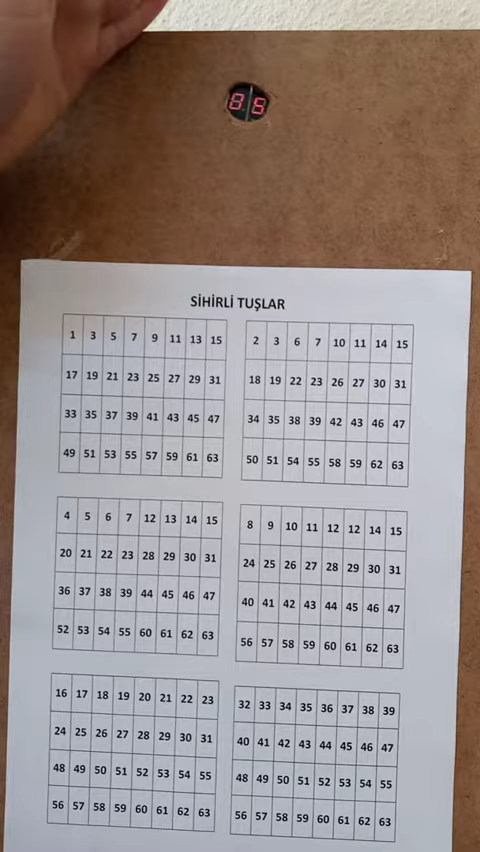 8.6
SİHİRLİ TUŞLAR
1 3 5 7 9 11 13 15
17 19 21 23 25 27 29 31
33 35 37 39 41 43 45 47
49 51 53 55 57 59 61 63
2 3 6 7 10 11 14 15
18 19 22 23 26 27 30 31
34 35 38 39 42 43 46 47
50 51 54 55 58 59 62 63
4 5 6 7 12 13 14 15
20 21 22 23 28 29 30 31
36 37 38 39 44 45 46 47
52 53 54 55 60 61 62 63
8 9 10 11 12 12 14 15
24 25 26 27 28 29 30 31
40 41 42 43 44 45 46 47
56 57 58 59 60 61 62 63
16 17 18 19 20 21 22 23
24 25 26 27 28 29 30 31
48 49 50 51 52 53 54 55
56 57 58 59 60 61 62 63
32 33 34 35 36 37 38 39
40 41 42 43 44 45 46 47
48 49 50 51 52 53 54 55
56 57 58 59 60 61 62 63